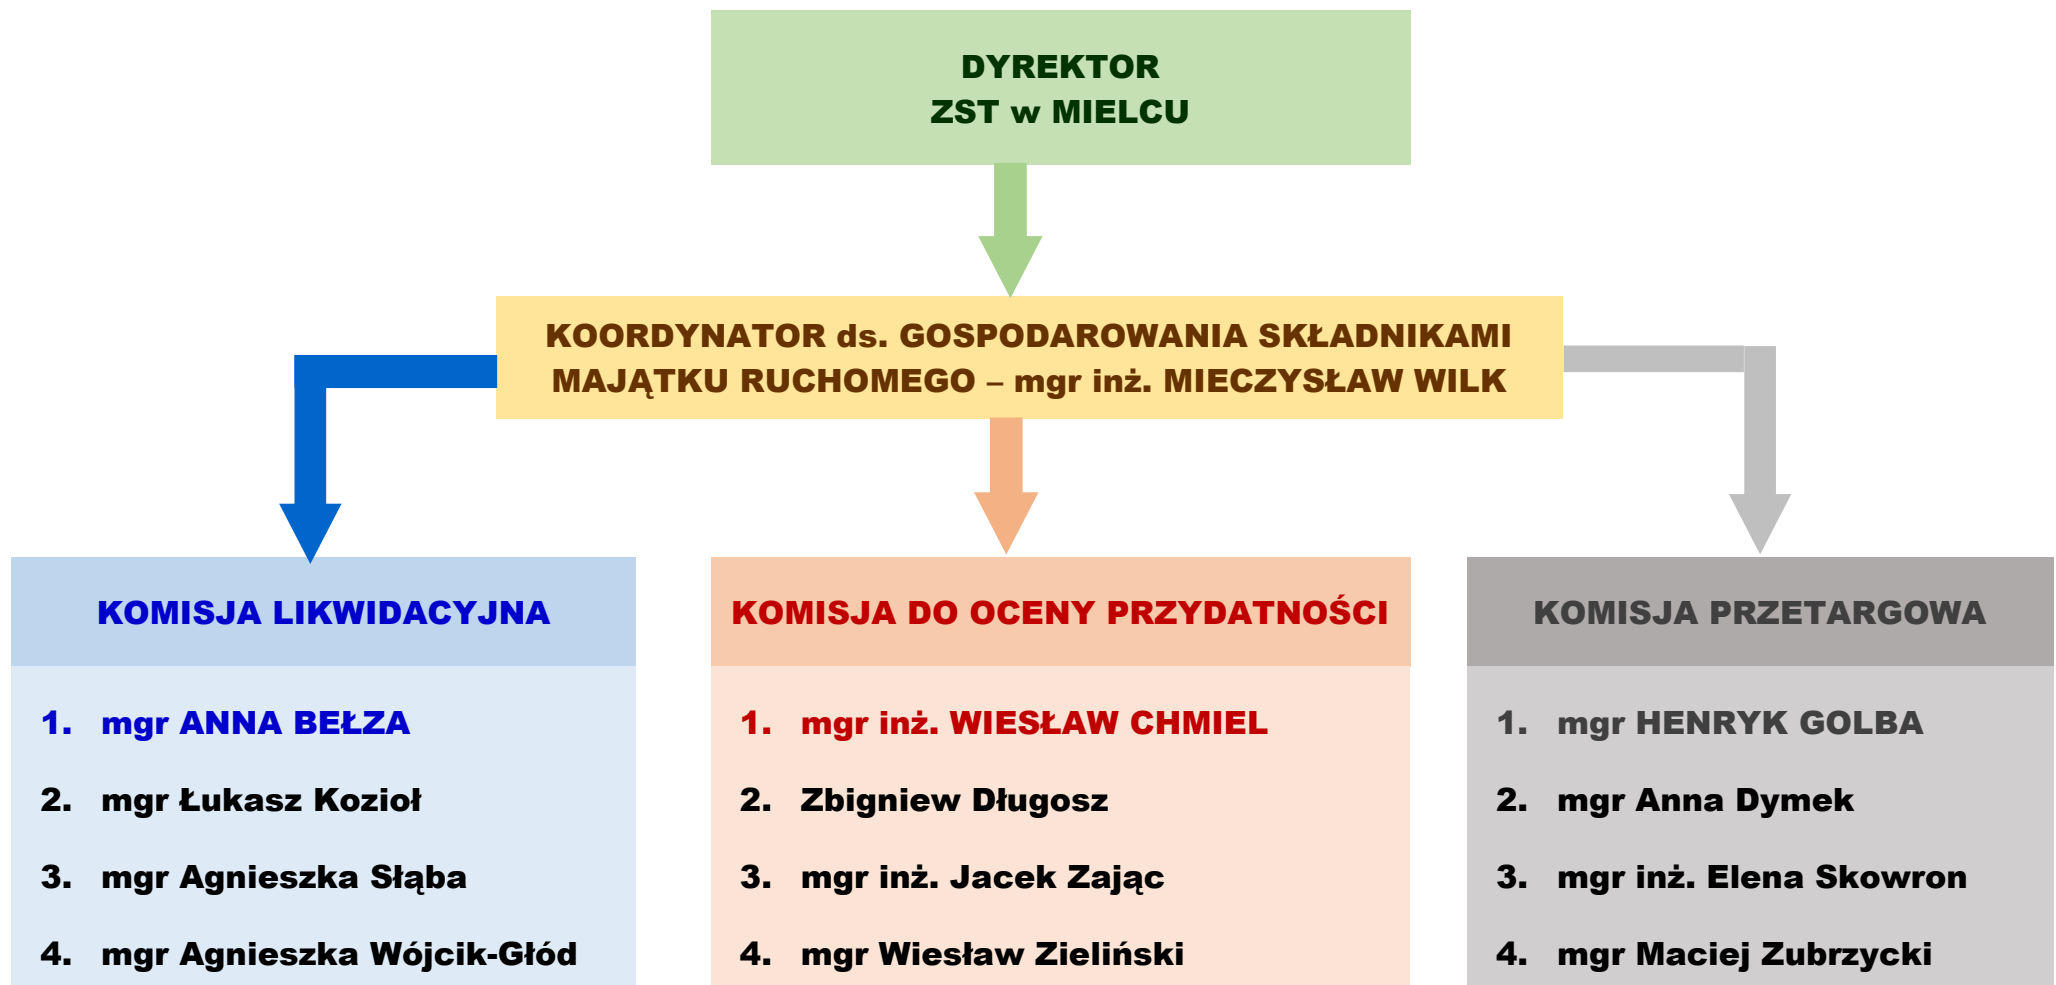 DYREKTOR
ZST w MIELCU
KOORDYNATOR ds. GOSPODAROWANIA SKŁADNIKAMI
MAJĄTKU RUCHOMEGO – mgr inż. MIECZYSŁAW WILK
KOMISJA LIKWIDACYJNA
1. mgr ANNA BEŁZA
2. mgr Łukasz Kozioł
3. mgr Agnieszka Słąba
4. mgr Agnieszka Wójcik-Głód
KOMISJA DO OCENY PRZYDATNOŚCI
1. mgr inż. WIESŁAW CHMIEL
2. Zbigniew Długosz
3. mgr inż. Jacek Zając
4. mgr Wiesław Zieliński
KOMISJA PRZETARGOWA
1. mgr HENRYK GOLBA
2. mgr Anna Dymek
3. mgr inż. Elena Skowron
4. mgr Maciej Zubrzycki